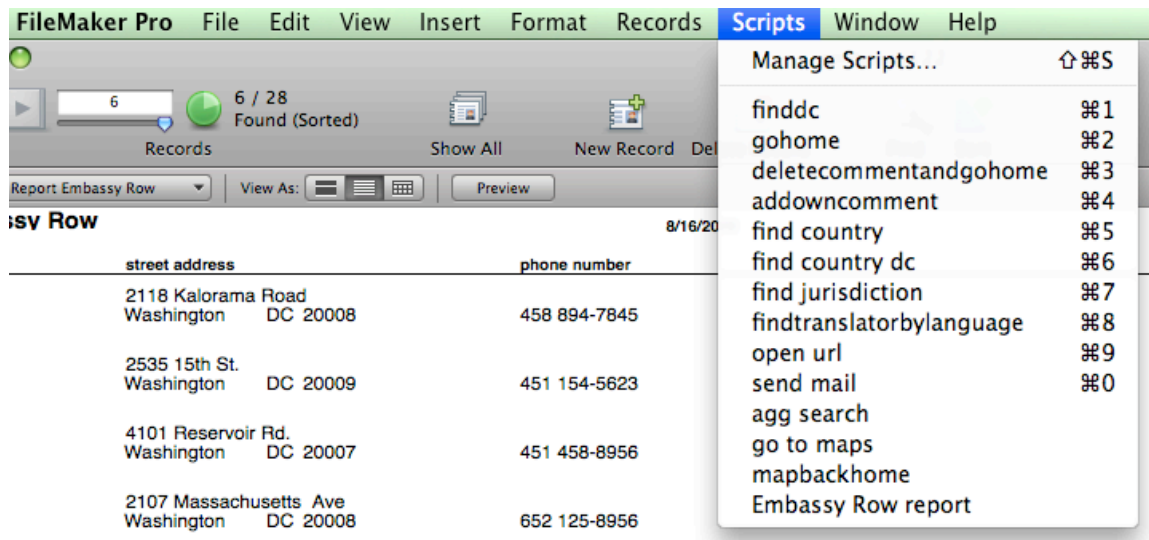 FileMaker Pro File Edit View Insert Format Records Scripts Window Help
Manage Scripts... ⇧⌘S
6
6 / 28
Found (Sorted)
Records
Show All
New Record
Del
finddc ⌘1
gohome ⌘2
deletecommentandgohome ⌘3
addowncomment ⌘4
find country ⌘5
find country dc ⌘6
find jurisdiction ⌘7
findtranslatorbylanguage ⌘8
open url ⌘9
send mail ⌘0
agg search
go to maps
mapbackhome
Embassy Row report
Report Embassy Row
View As:
Preview
ssy Row
8/16/20
street address phone number
2118 Kalorama Road
Washington DC 20008 458 894-7845
2535 15th St.
Washington DC 20009 451 154-5623
4101 Reservoir Rd.
Washington DC 20007 451 458-8956
2107 Massachusetts Ave
Washington DC 20008 652 125-8956